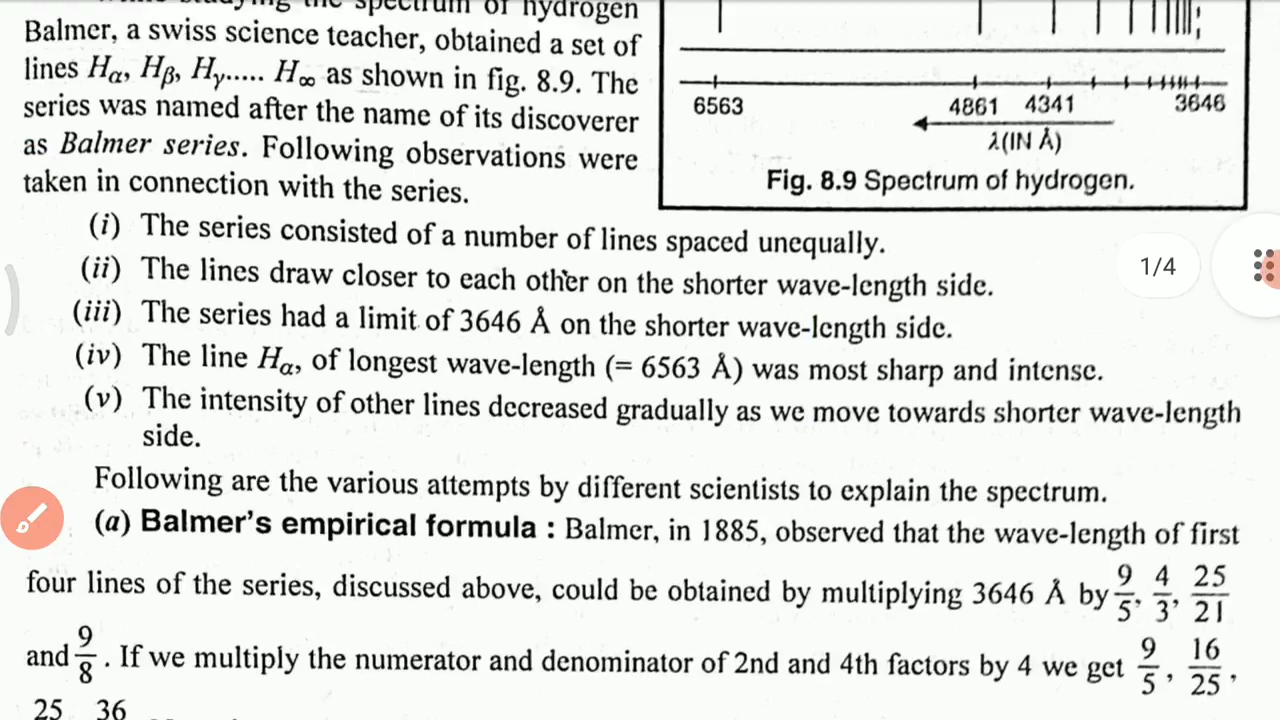 the spectrum of hydrogen
Balmer, a swiss science teacher, obtained a set of
lines Hα, Hβ, Hγ..... H∞ as shown in fig. 8.9. The
series was named after the name of its discoverer
as Balmer series. Following observations were
taken in connection with the series.
6563 4861 4341 3646
λ(IN Å)
Fig. 8.9 Spectrum of hydrogen.
(i) The series consisted of a number of lines spaced unequally.
(ii) The lines draw closer to each other on the shorter wave-length side.
(iii) The series had a limit of 3646 Å on the shorter wave-length side.
(iv) The line Hα, of longest wave-length (= 6563 Å) was most sharp and intense.
(v) The intensity of other lines decreased gradually as we move towards shorter wave-length
side.
1/4
Following are the various attempts by different scientists to explain the spectrum.
(a) Balmer's empirical formula : Balmer, in 1885, observed that the wave-length of first
four lines of the series, discussed above, could be obtained by multiplying 3646 Å by 9/5, 4/3, 25/21
and 9/8. If we multiply the numerator and denominator of 2nd and 4th factors by 4 we get 9/5, 16/25,
25 36